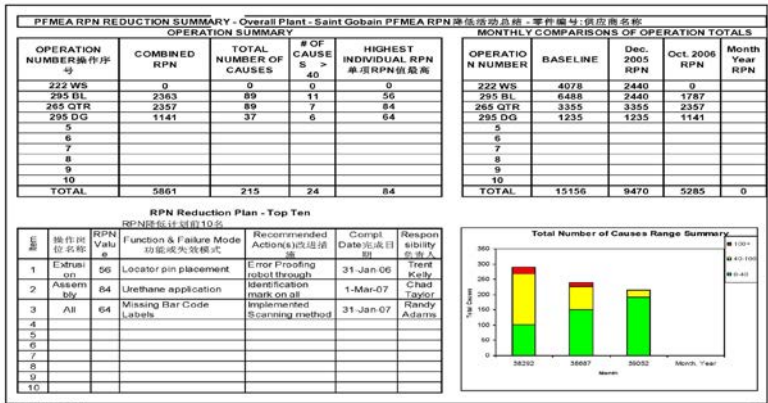 PFMEA RPN REDUCTION SUMMARY - Overall Plant - Saint Gobain PFMEA RPN降低活动总结 - 零件编号:供应商名称
OPERATION SUMMARY
OPERATION NUMBER操作序号 COMBINED RPN TOTAL NUMBER OF CAUSES # OF CAUSES > 40 HIGHEST INDIVIDUAL RPN 单项RPN值最高
222 WS 0 0 0 0
295 BL 2363 89 11 56
265 QTR 2357 89 7 84
295 DG 1141 37 6 64
5
6
7
8
9
10
TOTAL 5861 215 24 84
MONTHLY COMPARISONS OF OPERATION TOTALS
OPERATIO N NUMBER BASELINE Dec. 2005 RPN Oct. 2006 RPN Month Year RPN
222 WS 4078 2440 0
295 BL 6488 2440 1787
265 QTR 3355 3355 2357
295 DG 1235 1235 1141
5
6
7
8
9
10
TOTAL 15156 9470 5285 0
RPN Reduction Plan - Top Ten
RPN降低计划前10名
Item 操作岗位名称 RPN Value Function & Failure Mode 功能或失效模式 Recommended Action(s)改进措施 Compl. Date完成日期 Responsibility 负责人
1 Extrusion 56 Locator pin placement Error Proofing robot through 31-Jan-06 Trent Kelly
2 Assembly 84 Urethane application Identification mark on all 1-Mar-07 Chad Taylor
3 All 64 Missing Bar Code Labels Implemented Scanning method 31-Jan-07 Randy Adams
4
5
6
7
8
9
10
Total Number of Causes Range Summary
Total Causes
350
300
250
200
150
100
50
0
38292 38687 39052 Month, Year
Month
100+
40-100
0-40